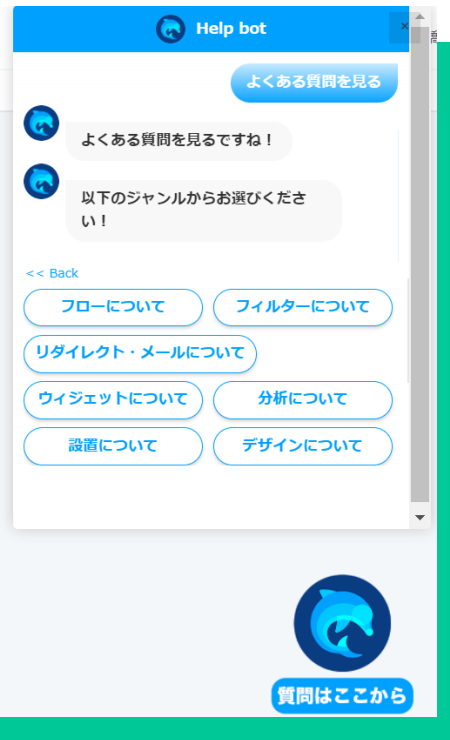 Help bot
×
よくある質問を見る
よくある質問を見るですね！
以下のジャンルからお選びくださ
い！
<< Back
フローについて
フィルターについて
リダイレクト・メールについて
ウィジェットについて
分析について
設置について
デザインについて
質問はここから